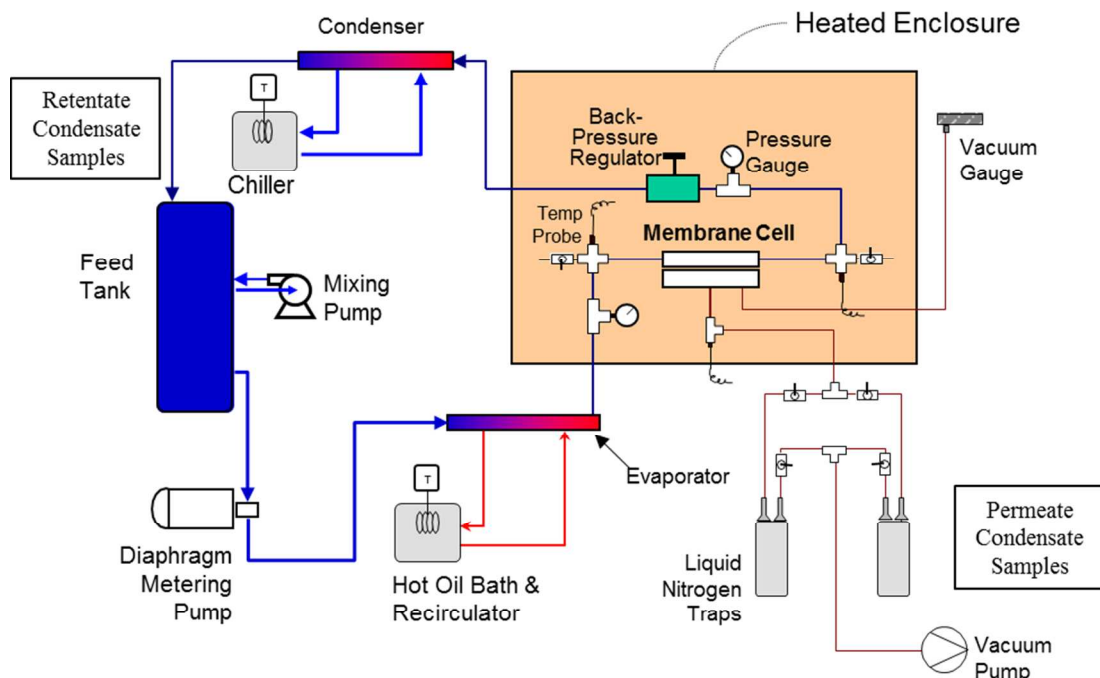 Condenser
Heated Enclosure
Retentate
Condensate
Samples
T
Chiller
Back-
Pressure
Regulator
Pressure
Gauge
Vacuum
Gauge
Temp
Probe
Membrane Cell
Feed
Tank
Mixing
Pump
Evaporator
T
Diaphragm
Metering
Pump
Hot Oil Bath &
Recirculator
Liquid
Nitrogen
Traps
Permeate
Condensate
Samples
Vacuum
Pump